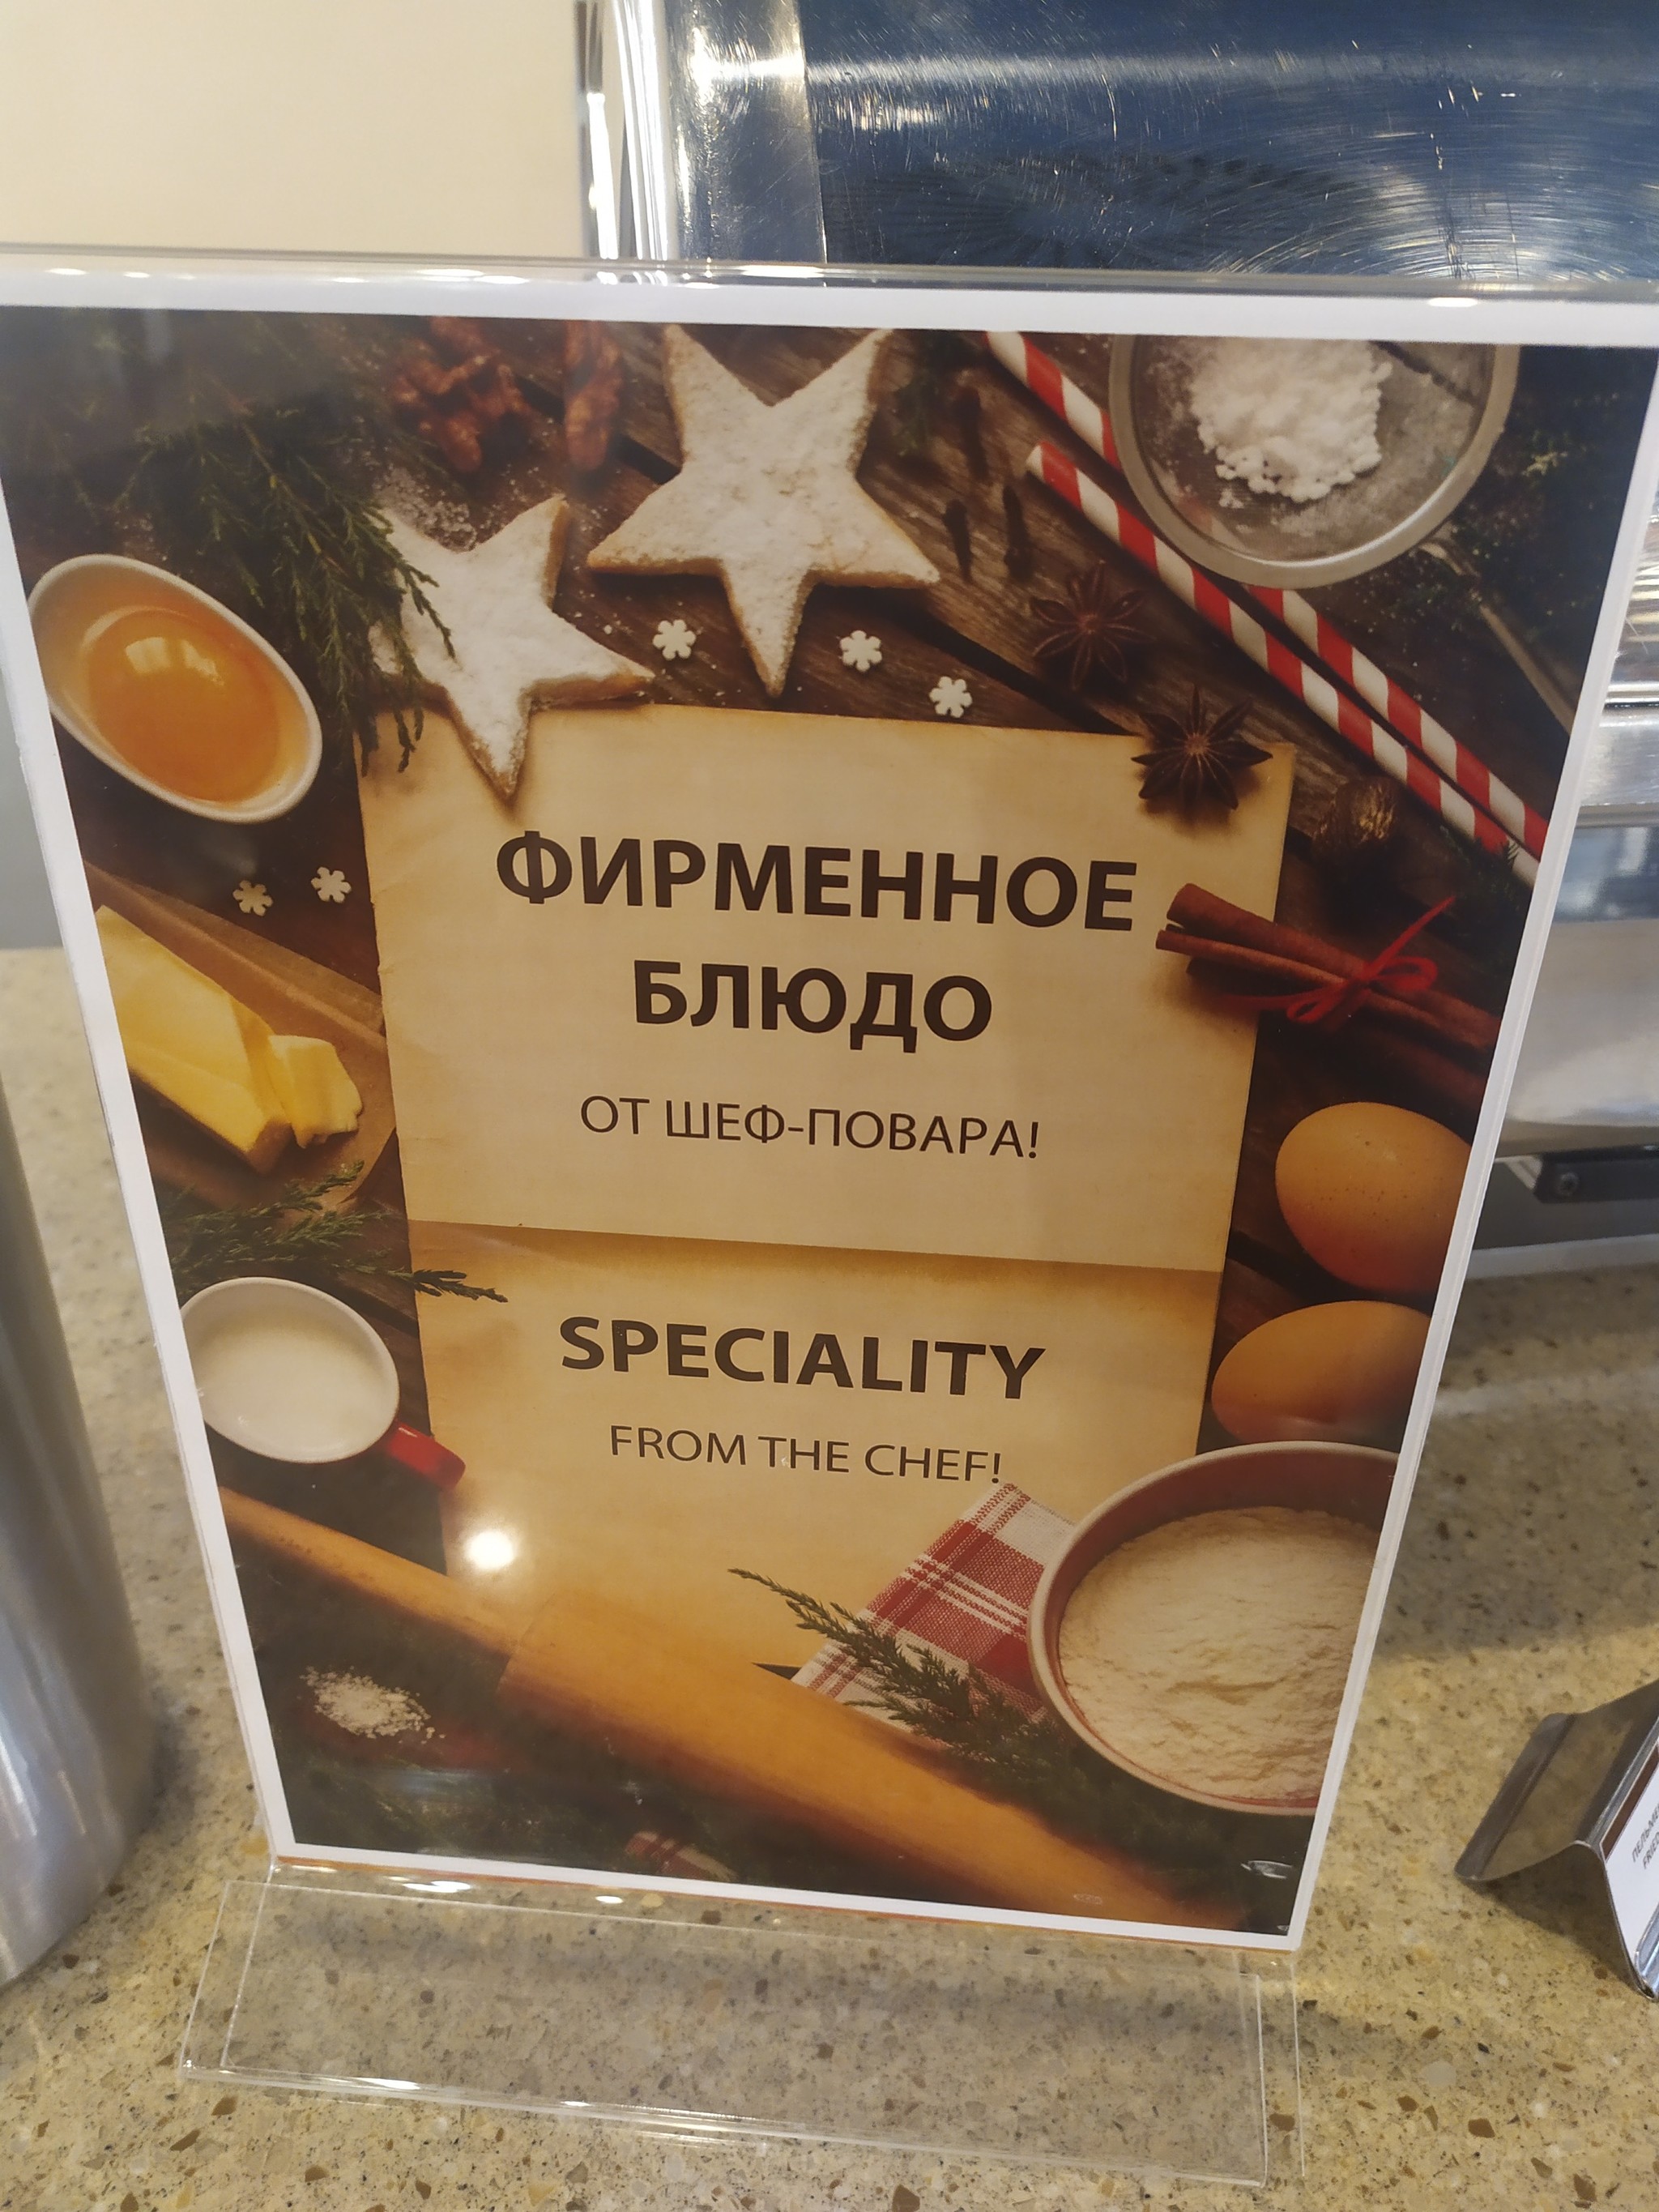 ФИРМЕННОЕ
БЛЮДО
ОТ ШЕФ-ПОВАРА!
SPECIALITY
FROM THE CHEF!